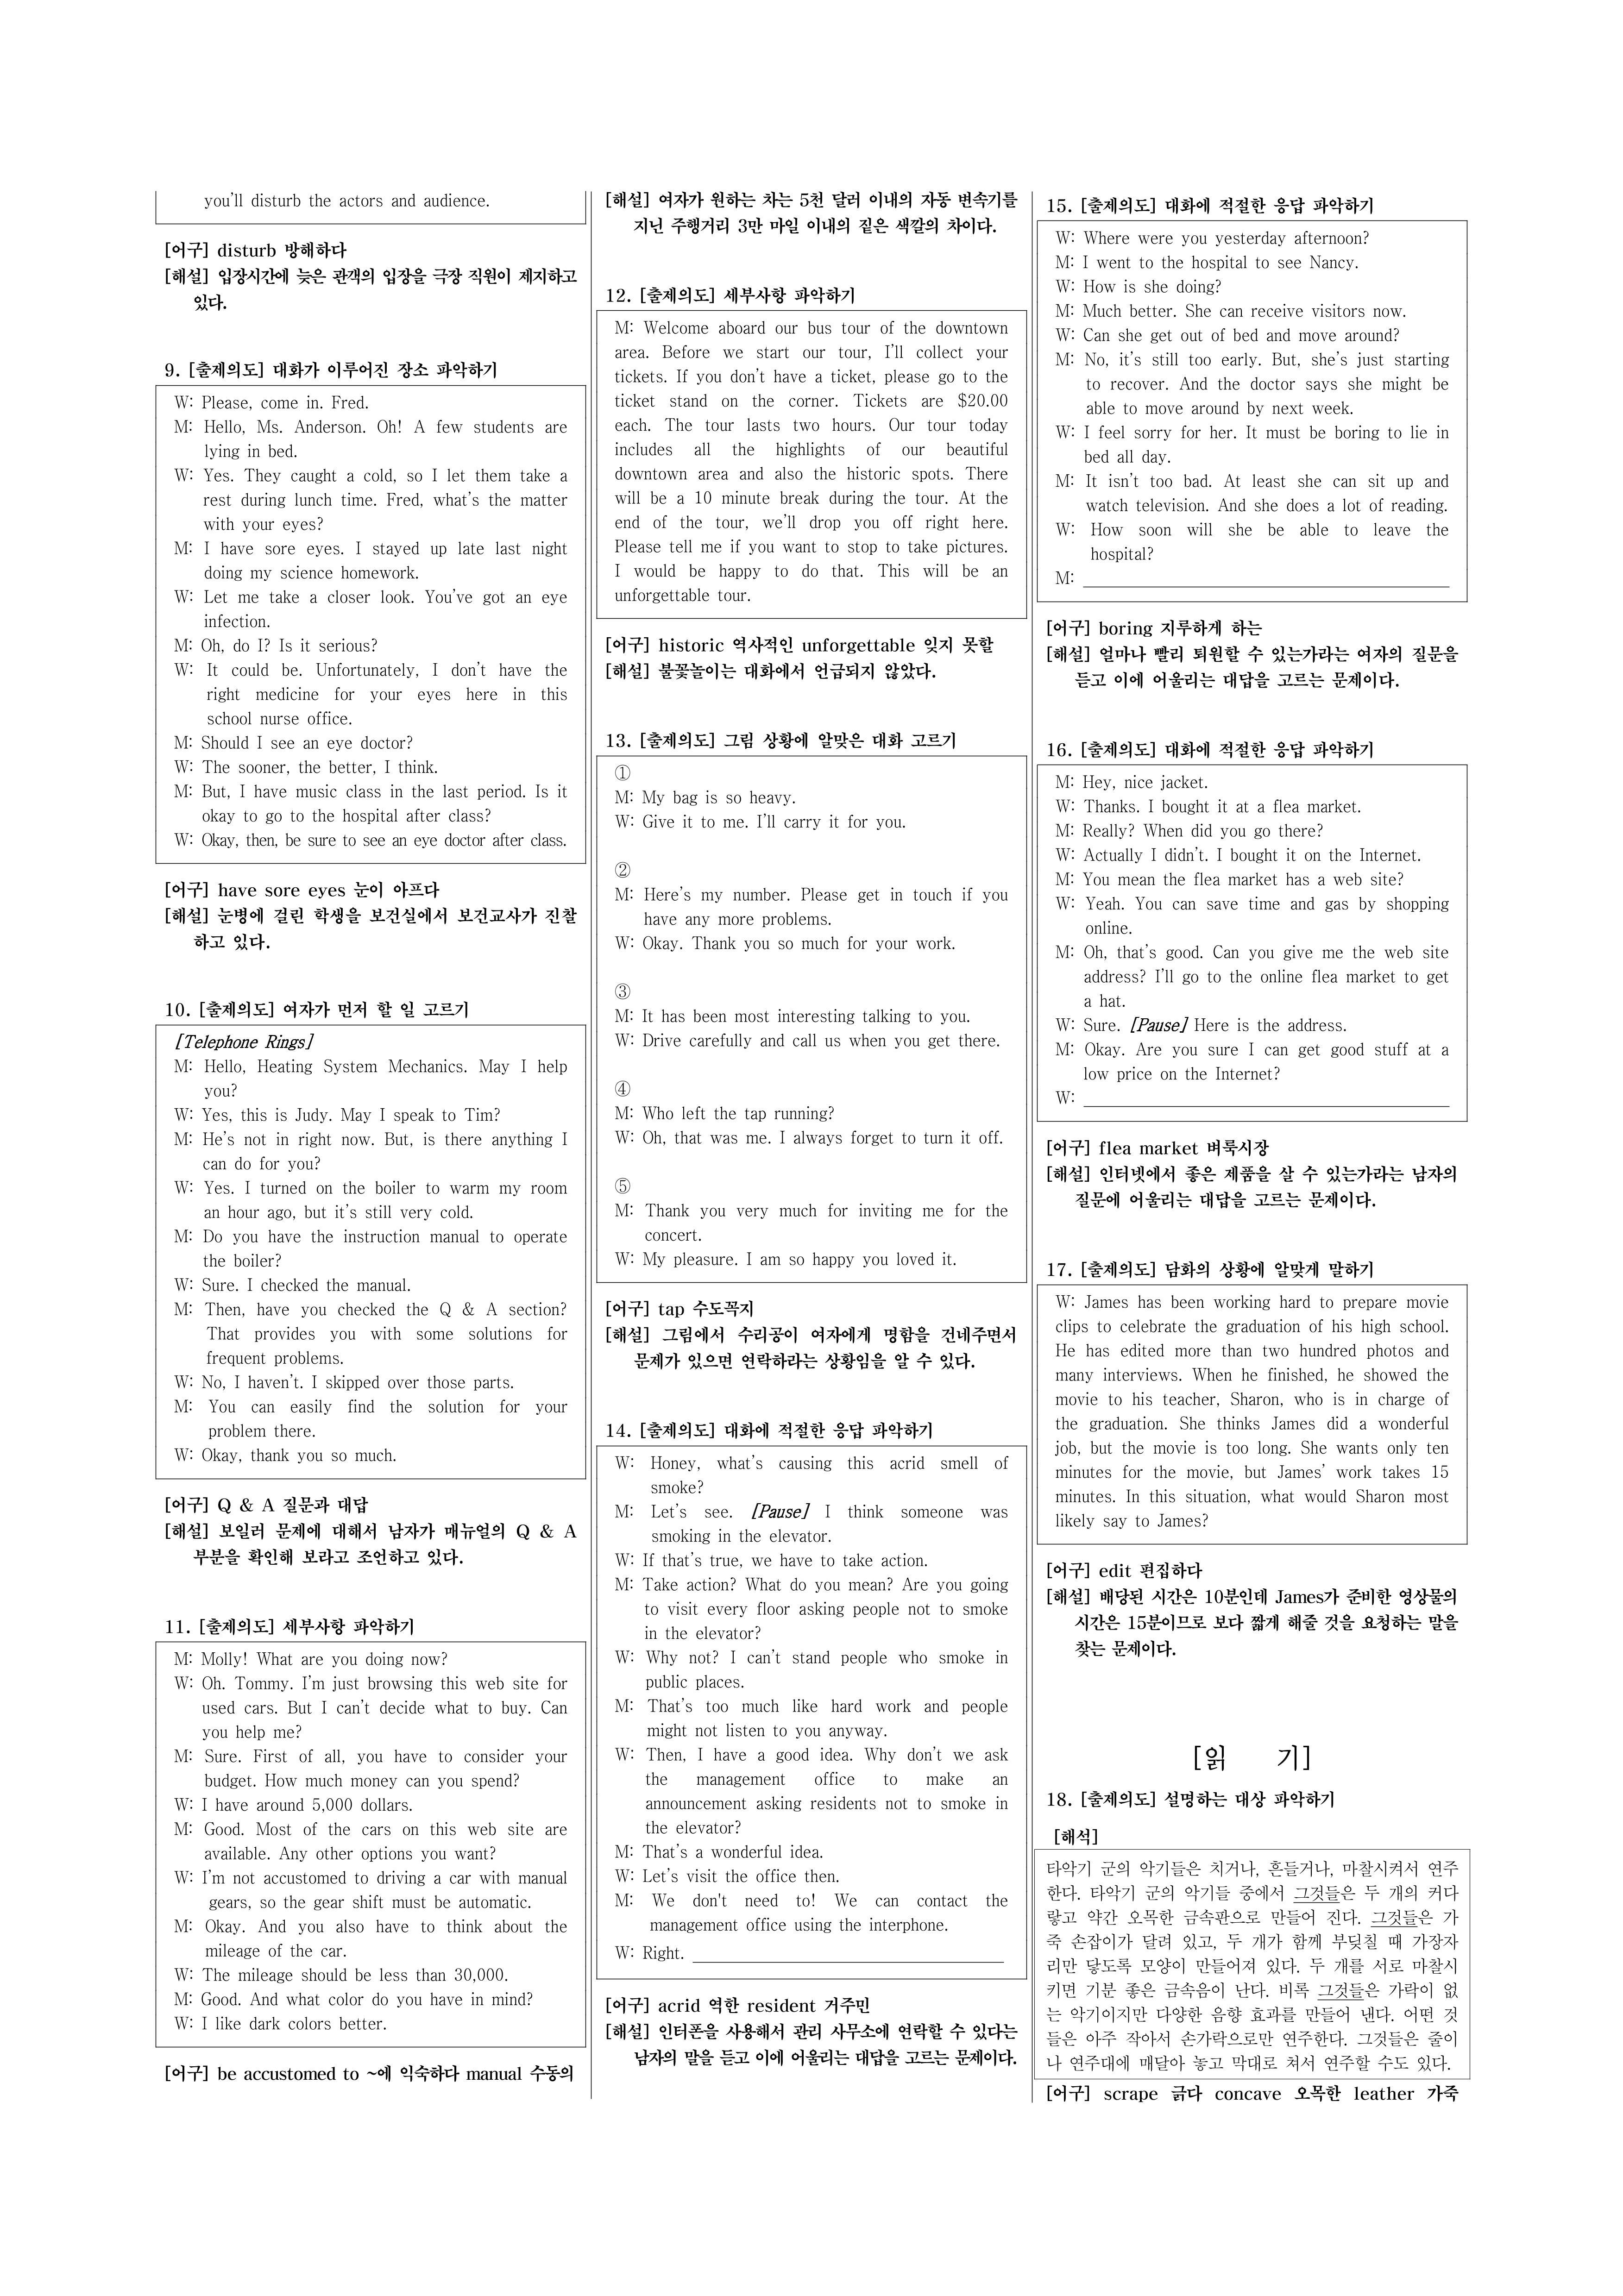 you'll disturb the actors and audience.
[어구] disturb 방해하다
[해설] 입장시간에 늦은 관객의 입장을 극장 직원이 제지하고
있다.
9. [출제의도] 대화가 이루어진 장소 파악하기
W: Please, come in. Fred.
M: Hello, Ms. Anderson. Oh! A few students are
lying in bed.
W: Yes. They caught a cold, so I let them take a
rest during lunch time. Fred, what's the matter
with your eyes?
M: I have sore eyes. I stayed up late last night
doing my science homework.
W: Let me take a closer look. You've got an eye
infection.
M: Oh, do I? Is it serious?
W: It could be. Unfortunately, I don't have the
right medicine for your eyes here in this
school nurse office.
M: Should I see an eye doctor?
W: The sooner, the better, I think.
M: But, I have music class in the last period. Is it
okay to go to the hospital after class?
W: Okay, then, be sure to see an eye doctor after class.
[어구] have sore eyes 눈이 아프다
[해설] 눈병에 걸린 학생을 보건실에서 보건교사가 진찰
하고 있다.
10. [출제의도] 여자가 먼저 할 일 고르기
[Telephone Rings]
M: Hello, Heating System Mechanics. May I help
you?
W: Yes, this is Judy. May I speak to Tim?
M: He's not in right now. But, is there anything I
can do for you?
W: Yes. I turned on the boiler to warm my room
an hour ago, but it's still very cold.
M: Do you have the instruction manual to operate
the boiler?
W: Sure. I checked the manual.
M: Then, have you checked the Q & A section?
That provides you with some solutions for
frequent problems.
W: No, I haven't. I skipped over those parts.
M: You can easily find the solution for your
problem there.
W: Okay, thank you so much.
[어구] Q & A 질문과 대답
[해설] 보일러 문제에 대해서 남자가 매뉴얼의 Q & A
부분을 확인해 보라고 조언하고 있다.
11. [출제의도] 세부사항 파악하기
M: Molly! What are you doing now?
W: Oh. Tommy. I'm just browsing this web site for
used cars. But I can't decide what to buy. Can
you help me?
M: Sure. First of all, you have to consider your
budget. How much money can you spend?
W: I have around 5,000 dollars.
M: Good. Most of the cars on this web site are
available. Any other options you want?
W: I'm not accustomed to driving a car with manual
gears, so the gear shift must be automatic.
M: Okay. And you also have to think about the
mileage of the car.
W: The mileage should be less than 30,000.
M: Good. And what color do you have in mind?
W: I like dark colors better.
[어구] be accustomed to ~에 익숙하다 manual 수동의
[해설] 여자가 원하는 차는 5천 달러 이내의 자동 변속기를
지닌 주행거리 3만 마일 이내의 짙은 색깔의 차이다.
12. [출제의도] 세부사항 파악하기
M: Welcome aboard our bus tour of the downtown
area. Before we start our tour, I'll collect your
tickets. If you don't have a ticket, please go to the
ticket stand on the corner. Tickets are $20.00
each. The tour lasts two hours. Our tour today
includes all the highlights of our beautiful
downtown area and also the historic spots. There
will be a 10 minute break during the tour. At the
end of the tour, we'll drop you off right here.
Please tell me if you want to stop to take pictures.
I would be happy to do that. This will be an
unforgettable tour.
[어구] historic 역사적인 unforgettable 잊지 못할
[해설] 불꽃놀이는 대화에서 언급되지 않았다.
13. [출제의도] 그림 상황에 알맞은 대화 고르기
①
M: My bag is so heavy.
W: Give it to me. I'll carry it for you.
②
M: Here's my number. Please get in touch if you
have any more problems.
W: Okay. Thank you so much for your work.
③
M: It has been most interesting talking to you.
W: Drive carefully and call us when you get there.
④
M: Who left the tap running?
W: Oh, that was me. I always forget to turn it off.
⑤
M: Thank you very much for inviting me for the
concert.
W: My pleasure. I am so happy you loved it.
[어구] tap 수도꼭지
[해설] 그림에서 수리공이 여자에게 명함을 건네주면서
문제가 있으면 연락하라는 상황임을 알 수 있다.
14. [출제의도] 대화에 적절한 응답 파악하기
W: Honey, what's causing this acrid smell of
smoke?
M: Let's see. [Pause] I think someone was
smoking in the elevator.
W: If that's true, we have to take action.
M: Take action? What do you mean? Are you going
to visit every floor asking people not to smoke
in the elevator?
W: Why not? I can't stand people who smoke in
public places.
M: That's too much like hard work and people
might not listen to you anyway.
W: Then, I have a good idea. Why don't we ask
the management office to make an
announcement asking residents not to smoke in
the elevator?
M: That's a wonderful idea.
W: Let's visit the office then.
M: We don't need to! We can contact the
management office using the interphone.
W: Right.
[어구] acrid 역한 resident 거주민
[해설] 인터폰을 사용해서 관리 사무소에 연락할 수 있다는
남자의 말을 듣고 이에 어울리는 대답을 고르는 문제이다.
15. [출제의도] 대화에 적절한 응답 파악하기
W: Where were you yesterday afternoon?
M: I went to the hospital to see Nancy.
W: How is she doing?
M: Much better. She can receive visitors now.
W: Can she get out of bed and move around?
M: No, it's still too early. But, she's just starting
to recover. And the doctor says she might be
able to move around by next week.
W: I feel sorry for her. It must be boring to lie in
bed all day.
M: It isn't too bad. At least she can sit up and
watch television. And she does a lot of reading.
W: How soon will she be able to leave the
hospital?
M:
[어구] boring 지루하게 하는
[해설] 얼마나 빨리 퇴원할 수 있는가라는 여자의 질문을
듣고 이에 어울리는 대답을 고르는 문제이다.
16. [출제의도] 대화에 적절한 응답 파악하기
M: Hey, nice jacket.
W: Thanks. I bought it at a flea market.
M: Really? When did you go there?
W: Actually I didn't. I bought it on the Internet.
M: You mean the flea market has a web site?
W: Yeah. You can save time and gas by shopping
online.
M: Oh, that's good. Can you give me the web site
address? I'll go to the online flea market to get
a hat.
W: Sure. [Pause] Here is the address.
M: Okay. Are you sure I can get good stuff at a
low price on the Internet?
W:
[어구] flea market 벼룩시장
[해설] 인터넷에서 좋은 제품을 살 수 있는가라는 남자의
질문에 어울리는 대답을 고르는 문제이다.
17. [출제의도] 담화의 상황에 알맞게 말하기
W: James has been working hard to prepare movie
clips to celebrate the graduation of his high school.
He has edited more than two hundred photos and
many interviews. When he finished, he showed the
movie to his teacher, Sharon, who is in charge of
the graduation. She thinks James did a wonderful
job, but the movie is too long. She wants only ten
minutes for the movie, but James' work takes 15
minutes. In this situation, what would Sharon most
likely say to James?
[어구] edit 편집하다
[해설] 배당된 시간은 10분인데 James가 준비한 영상물의
시간은 15분이므로 보다 짧게 해줄 것을 요청하는 말을
찾는 문제이다.
[읽 기]
18. [출제의도] 설명하는 대상 파악하기
[해석]
타악기 군의 악기들은 치거나, 흔들거나, 마찰시켜서 연주
한다. 타악기 군의 악기들 중에서 그것들은 두 개의 커다
랗고 약간 오목한 금속판으로 만들어 진다. 그것들은 가
죽 손잡이가 달려 있고, 두 개가 함께 부딪칠 때 가장자
리만 닿도록 모양이 만들어져 있다. 두 개를 서로 마찰시
키면 기분 좋은 금속음이 난다. 비록 그것들은 가락이 없
는 악기이지만 다양한 음향 효과를 만들어 낸다. 어떤 것
들은 아주 작아서 손가락으로만 연주한다. 그것들은 줄이
나 연주대에 매달아 놓고 막대로 쳐서 연주할 수도 있다.
[어구] scrape 긁다 concave 오목한 leather 가죽